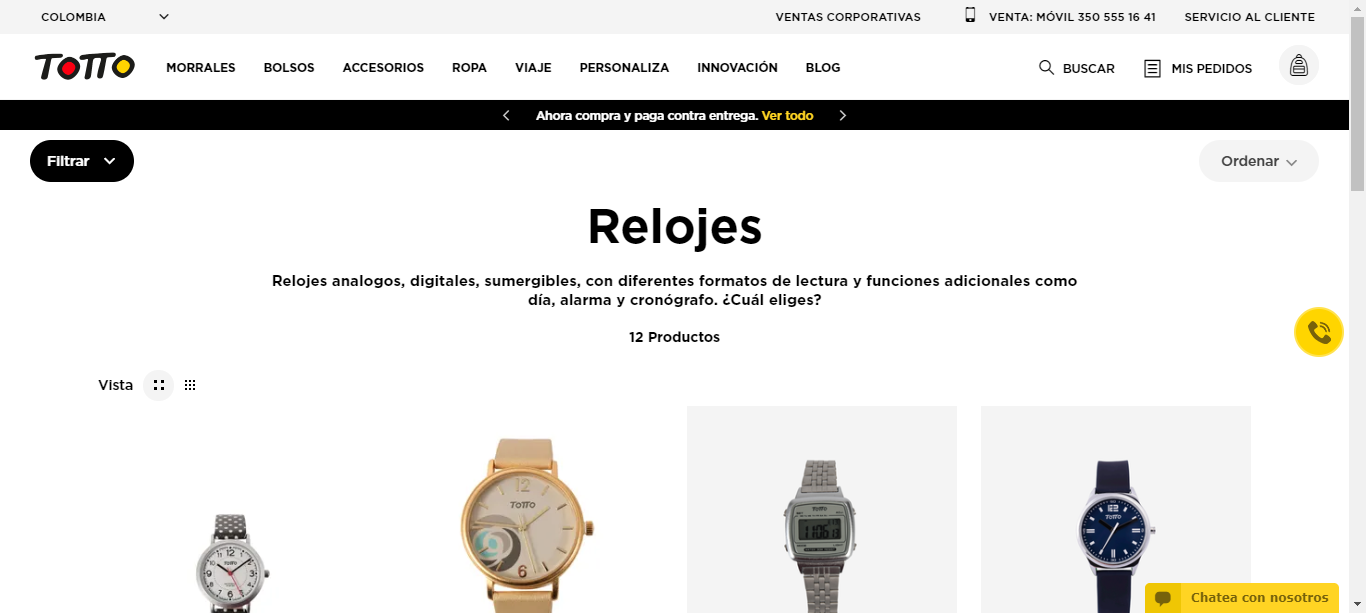 COLOMBIA
VENTAS CORPORATIVAS
VENTA: MÓVIL 350 555 16 41
SERVICIO AL CLIENTE
TOTTO
MORRALES
BOLSOS
ACCESORIOS
ROPA
VIAJE
PERSONALIZA
INNOVACIÓN
BLOG
BUSCAR
MIS PEDIDOS
Ahora compra y paga contra entrega. Ver todo
Filtrar
Ordenar
Relojes
Relojes analogos, digitales, sumergibles, con diferentes formatos de lectura y funciones adicionales como
día, alarma y cronógrafo. ¿Cuál eliges?
12 Productos
Vista
TOTTO
TOTTO
TOTTO
Chatea con nosotros